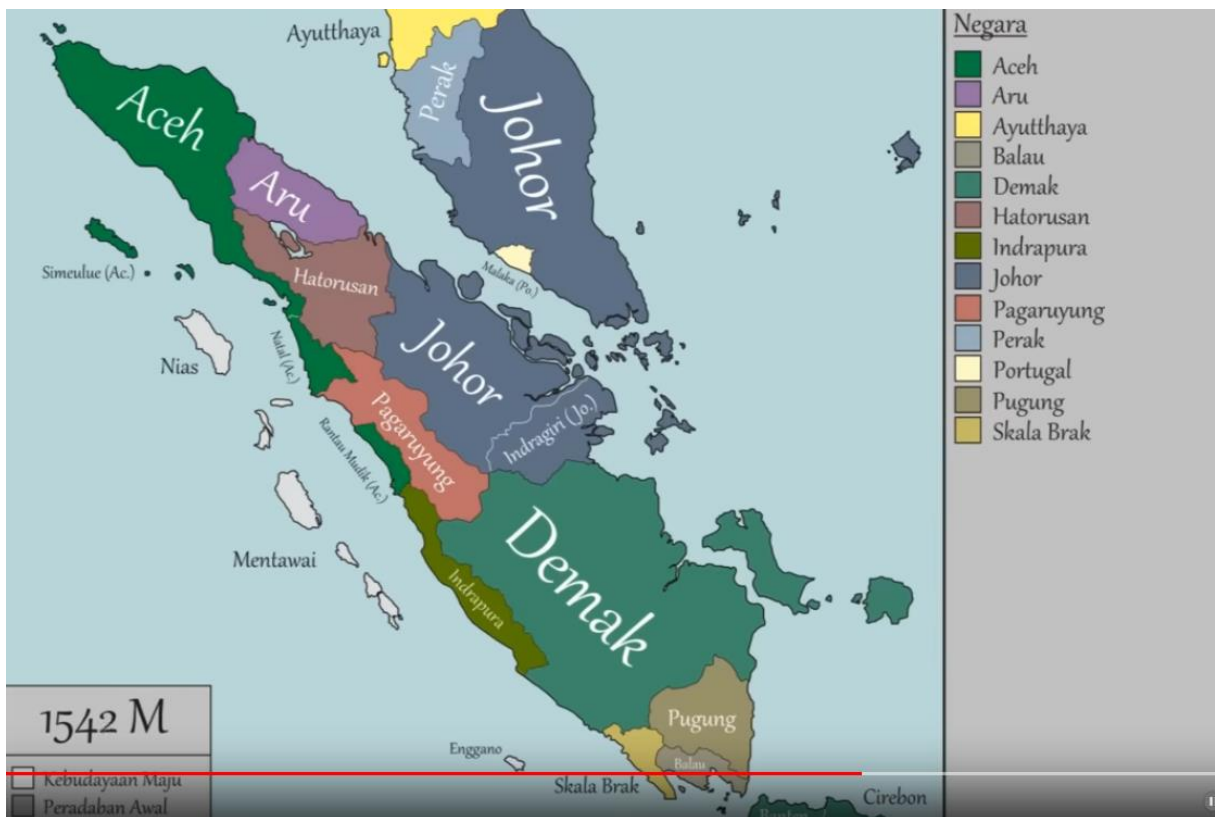 Ayutthaya
Perak
Johor
Aceh
Aru
Malaka (Po.)
Simeulue (Ac.)
Hatorusan
Johor
Nias
Natal (Ac.)
Pagaruyung
Indragiri (Jo.)
Rantau Mudik (Ac.)
Demak
Mentawai
Indrapura
Pugung
Enggano
Balau
Skala Brak
Cirebon
1542 M
Kebudayaan Maju
Peradaban Awal
Negara
Aceh
Aru
Ayutthaya
Balau
Demak
Hatorusan
Indrapura
Johor
Pagaruyung
Perak
Portugal
Pugung
Skala Brak